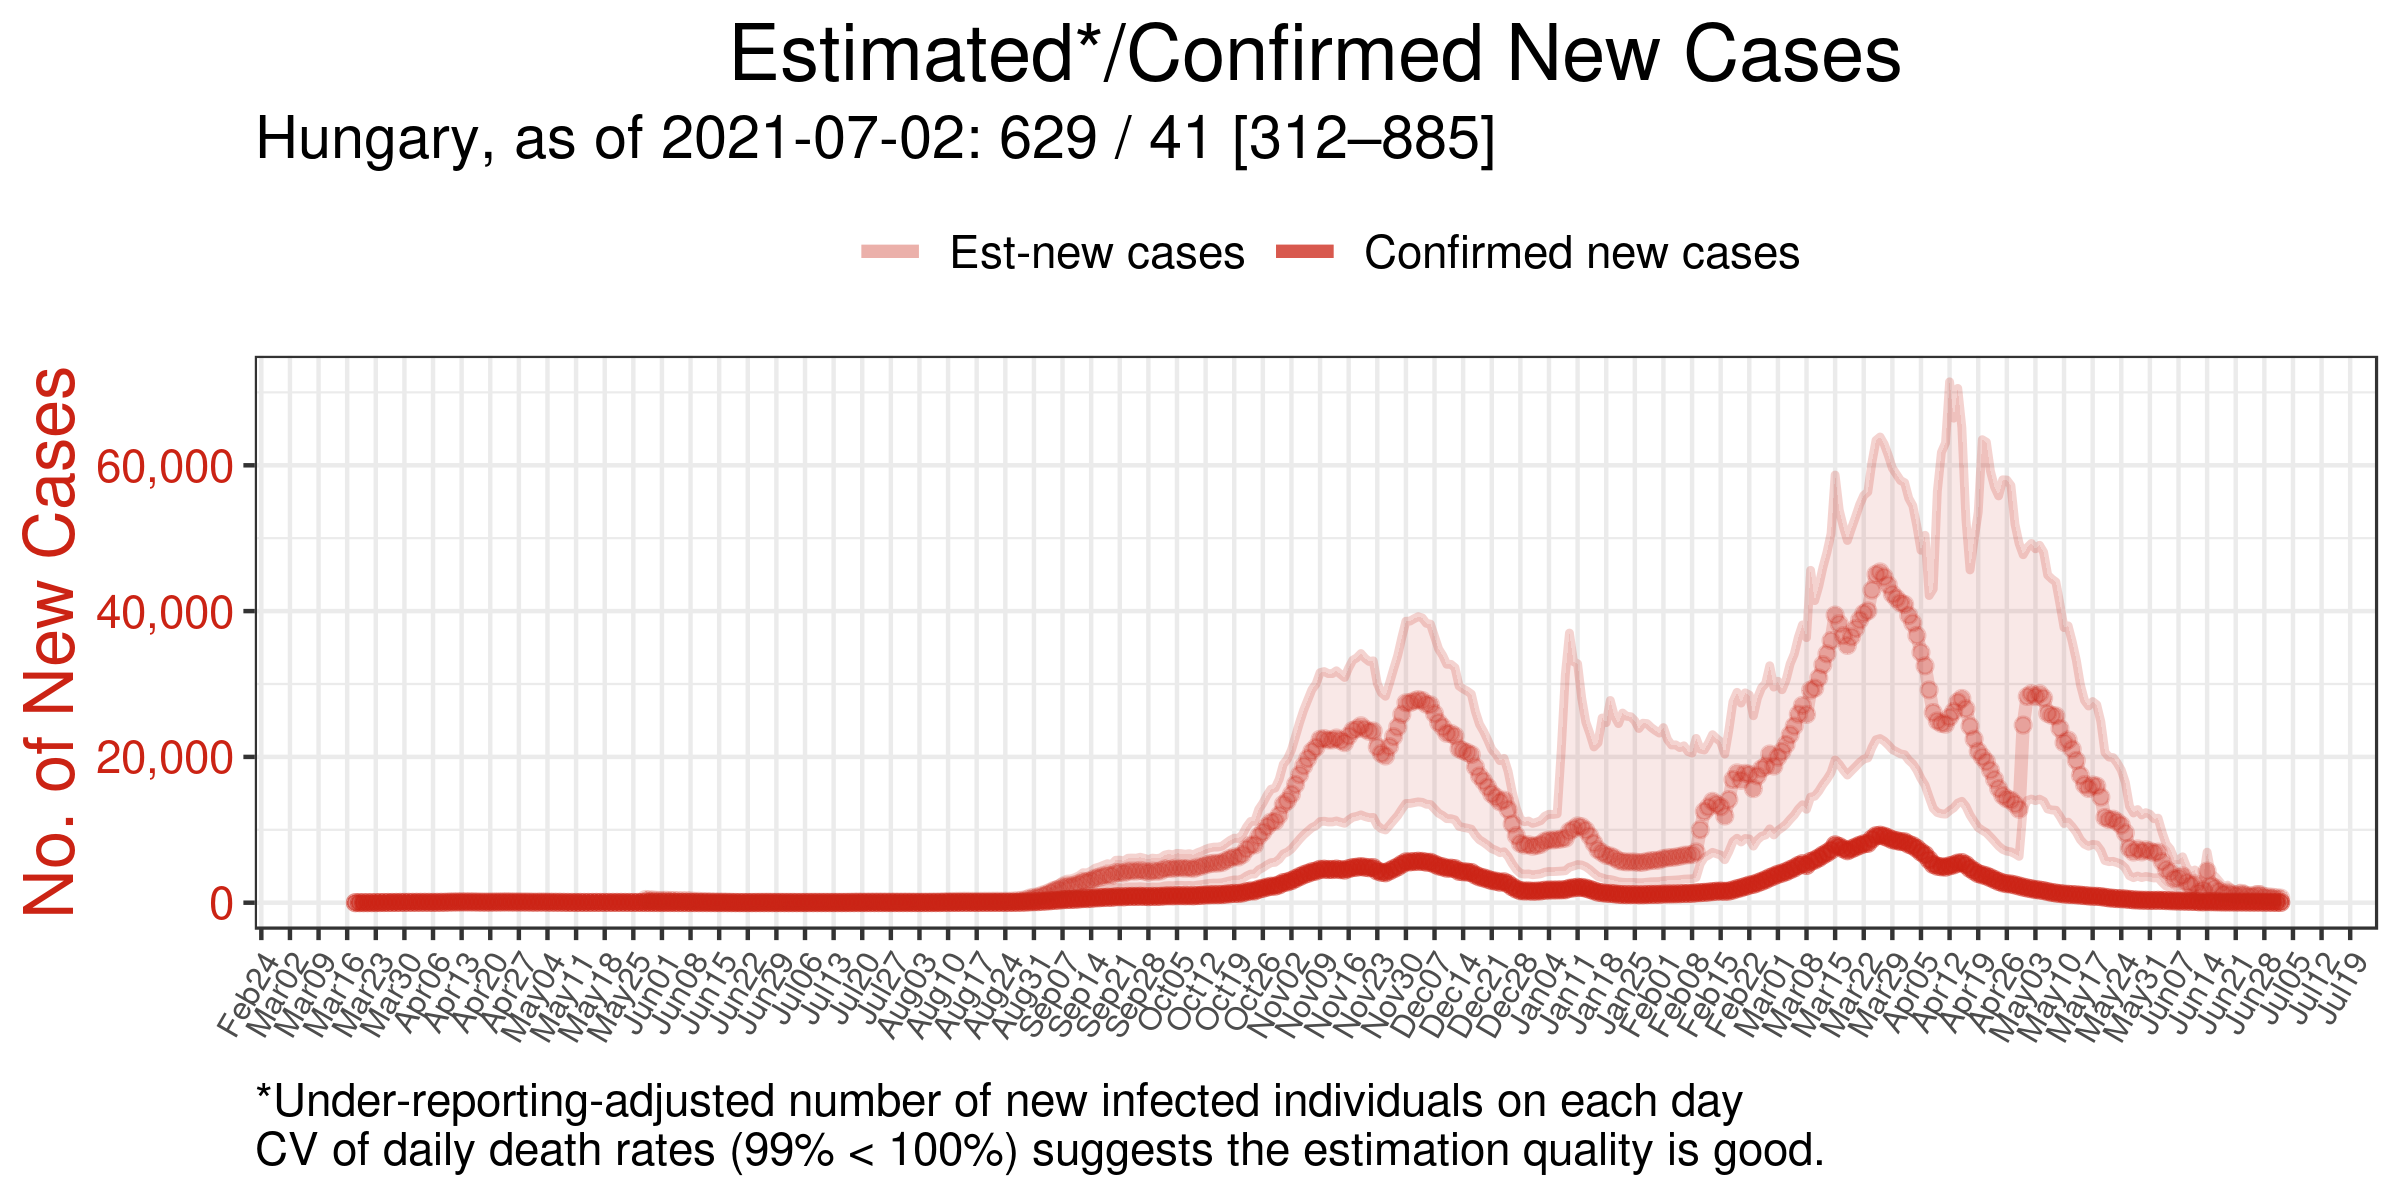 Estimated*/Confirmed New Cases
Hungary, as of 2021-07-02: 629 / 41 [312–885]
Est-new cases Confirmed new cases
No. of New Cases
60,000
40,000
20,000
0
Feb24 Mar02 Mar09 Mar16 Mar23 Mar30 Apr06 Apr13 Apr20 Apr27 May04 May11 May18 May25 Jun01 Jun08 Jun15 Jun22 Jun29 Jul06 Jul13 Jul20 Jul27 Aug03 Aug10 Aug17 Aug24 Aug31 Sep07 Sep14 Sep21 Sep28 Oct05 Oct12 Oct19 Oct26 Nov02 Nov09 Nov16 Nov23 Nov30 Dec07 Dec14 Dec21 Dec28 Jan04 Jan11 Jan18 Jan25 Feb01 Feb08 Feb15 Feb22 Mar01 Mar08 Mar15 Mar22 Mar29 Apr05 Apr12 Apr19 Apr26 May03 May10 May17 May24 May31 Jun07 Jun14 Jun21 Jun28 Jul05 Jul12 Jul19
*Under-reporting-adjusted number of new infected individuals on each day
CV of daily death rates (99% < 100%) suggests the estimation quality is good.